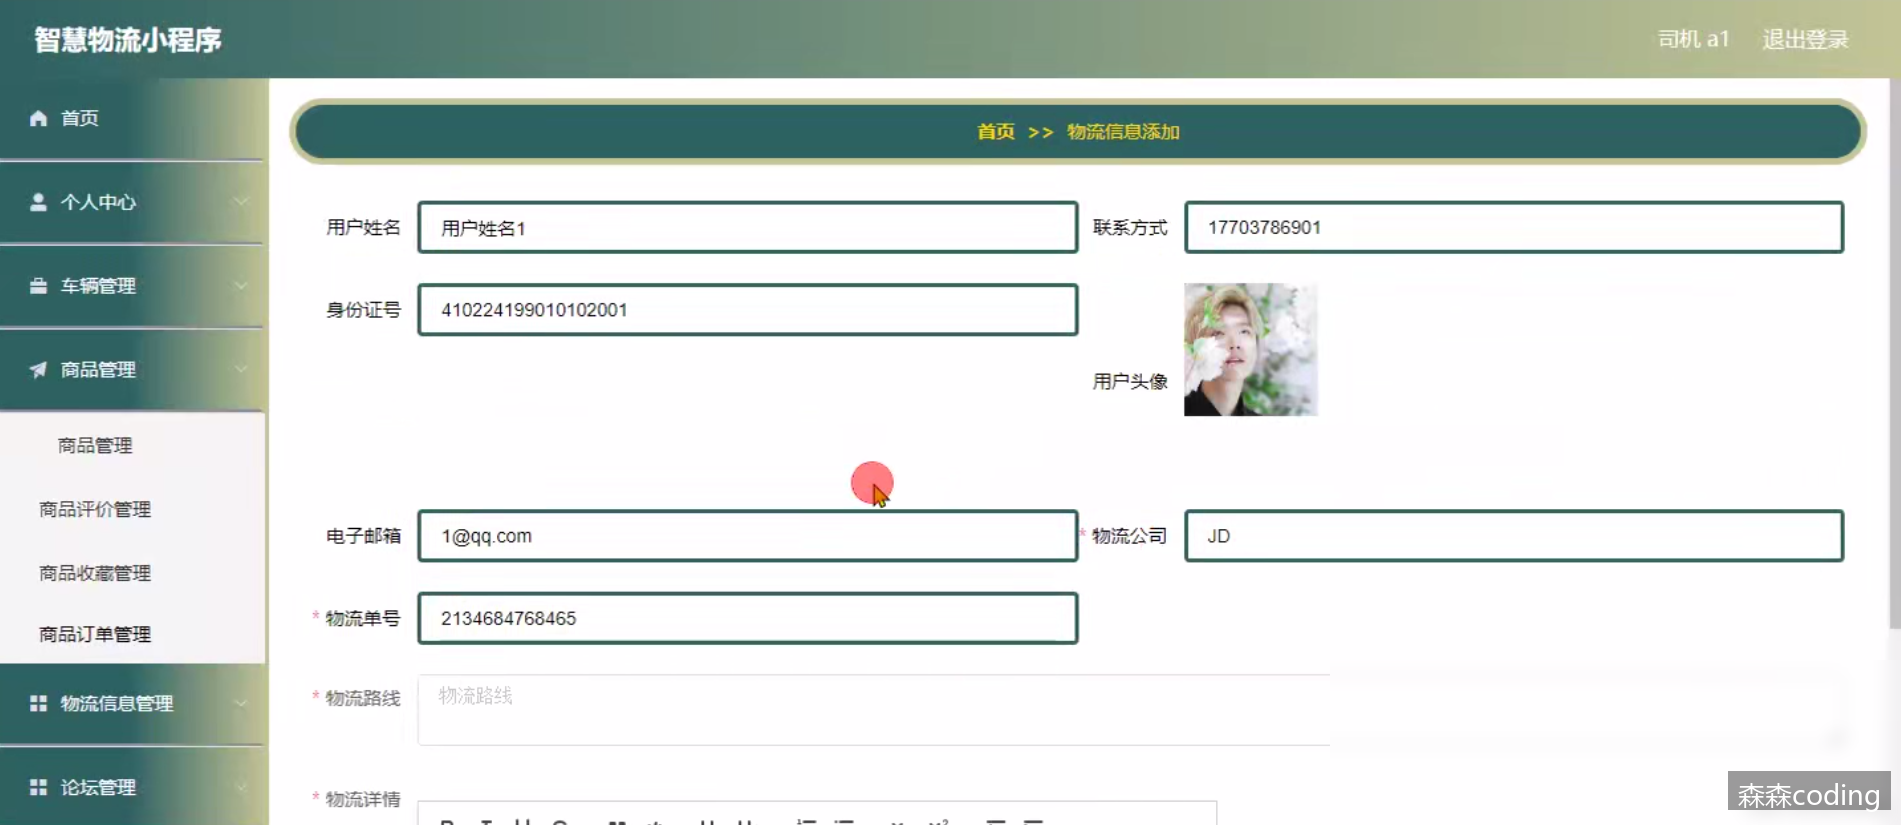 智慧物流小程序
司机 a1 退出登录
首页
个人中心
车辆管理
商品管理
商品管理
商品评价管理
商品收藏管理
商品订单管理
物流信息管理
论坛管理
首页 >> 物流信息添加
用户姓名 用户姓名1
联系方式 17703786901
身份证号 410224199010102001
用户头像
电子邮箱 1@qq.com
* 物流公司 JD
* 物流单号 2134684768465
* 物流路线 物流路线
* 物流详情
森森coding